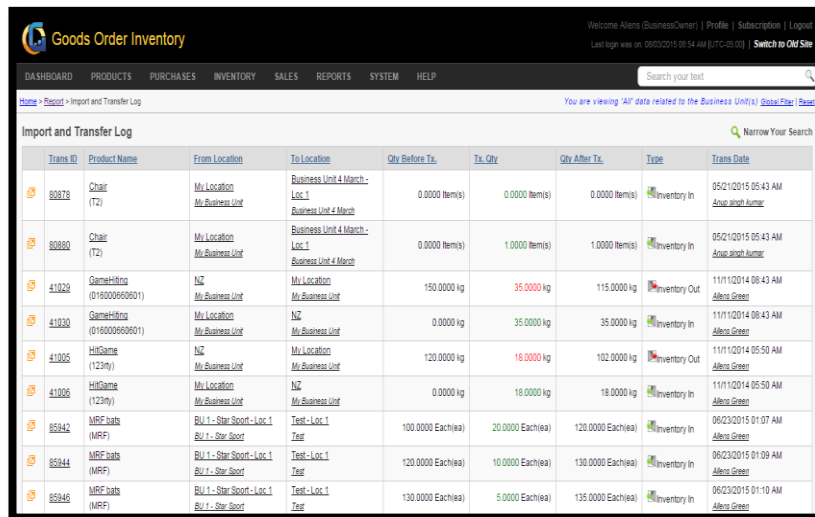 Welcome Allens (BusinessOwner) | Profile | Subscription | Logout
Goods Order Inventory
Last login was on: 06/03/2015 08:54 AM {UTC-05:00} | Switch to Old Site
DASHBOARD PRODUCTS PURCHASES INVENTORY SALES REPORTS SYSTEM HELP Search your text
Home > Report > Import and Transfer Log You are viewing "All" data related to the Business Unit(s) Global Filter | Reset
Import and Transfer Log Narrow Your Search
Trans ID Product Name From Location To Location Qty Before Tx. Tx. Qty Qty After Tx. Type Trans Date
80878 Chair (T2) My Location My Business Unit Business Unit 4 March - Loc 1 Business Unit 4 March 0.0000 Item(s) 0.0000 Item(s) 0.0000 Item(s) Inventory In 05/21/2015 05:43 AM Anup singh kumar
80880 Chair (T2) My Location My Business Unit Business Unit 4 March - Loc 1 Business Unit 4 March 0.0000 Item(s) 1.0000 Item(s) 1.0000 Item(s) Inventory In 05/21/2015 05:43 AM Anup singh kumar
41029 GameHiting (016000660601) NZ My Business Unit My Location My Business Unit 150.0000 kg 35.0000 kg 115.0000 kg Inventory Out 11/11/2014 08:43 AM Allens Green
41030 GameHiting (016000660601) My Location My Business Unit NZ My Business Unit 0.0000 kg 35.0000 kg 35.0000 kg Inventory In 11/11/2014 08:43 AM Allens Green
41005 HitGame (123rty) NZ My Business Unit My Location My Business Unit 120.0000 kg 18.0000 kg 102.0000 kg Inventory Out 11/11/2014 05:50 AM Allens Green
41006 HitGame (123rty) My Location My Business Unit NZ My Business Unit 0.0000 kg 18.0000 kg 18.0000 kg Inventory In 11/11/2014 05:50 AM Allens Green
85942 MRF bats (MRF) BU 1 - Star Sport - Loc 1 BU 1 - Star Sport Test - Loc 1 Test 100.0000 Each(ea) 20.0000 Each(ea) 120.0000 Each(ea) Inventory In 06/23/2015 01:07 AM Allens Green
85944 MRF bats (MRF) BU 1 - Star Sport - Loc 1 BU 1 - Star Sport Test - Loc 1 Test 120.0000 Each(ea) 10.0000 Each(ea) 130.0000 Each(ea) Inventory In 06/23/2015 01:09 AM Allens Green
85946 MRF bats (MRF) BU 1 - Star Sport - Loc 1 BU 1 - Star Sport Test - Loc 1 Test 130.0000 Each(ea) 5.0000 Each(ea) 135.0000 Each(ea) Inventory In 06/23/2015 01:10 AM Allens Green